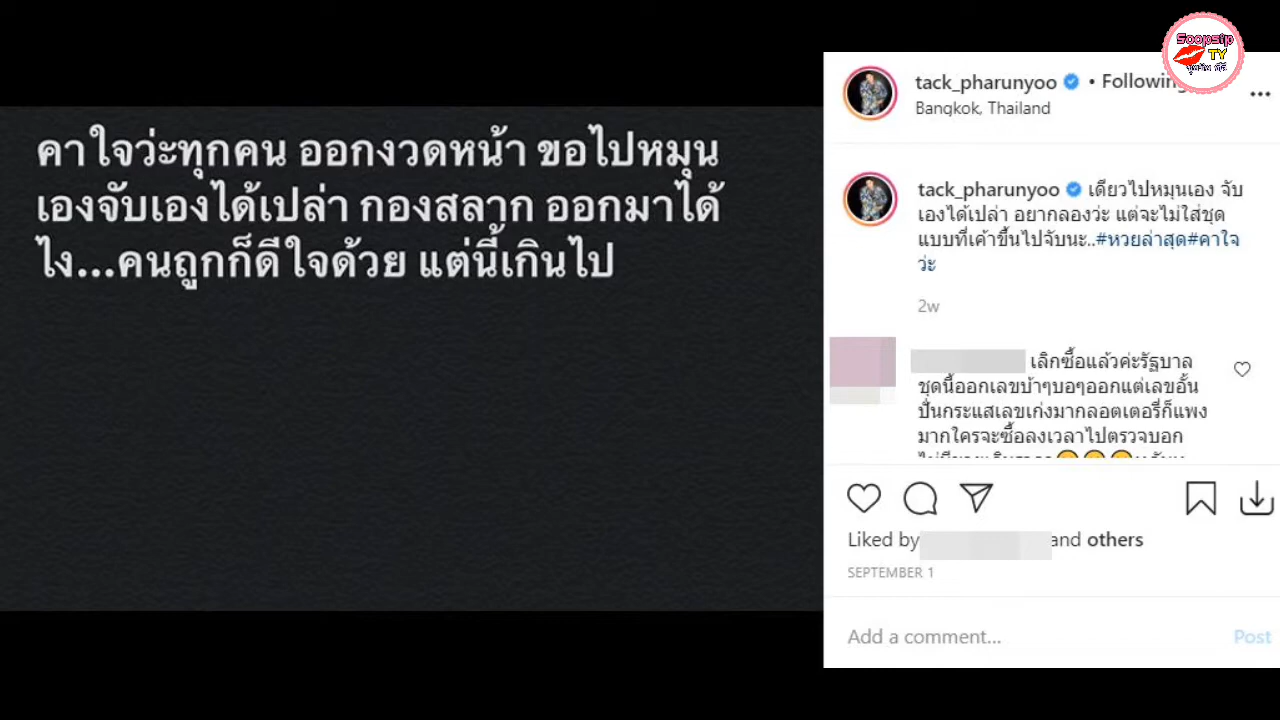 คาใจว่ะทุกคน ออกงวดหน้า ขอไปหมุน
เองจับเองได้เปล่า กองสลาก ออกมาได้
ไง...คนถูกก็ดีใจด้วย แต่นี้เกินไป
Soopsip
TV
tack_pharunyoo • Following
Bangkok, Thailand
tack_pharunyoo เดียวไปหมุนเอง จับ
เองได้เปล่า อยากลองว่ะ แต่จะไม่ใส่ชุด
แบบที่เค้าขึ้นไปจับนะ..#หวยล่าสุด#คาใจ
ว่ะ
2w
เลิกซื้อแล้วค่ะรัฐบาล
ชุดนี้ออกเลขบ้าๆบอๆออกแต่เลขอั้น
ปั่นกระแสเลขเก่งมากลอตเตอรี่ก็แพง
มากใครจะซื้อลงเวลาไปตรวจบอก
Liked by and others
SEPTEMBER 1
Add a comment...
Post